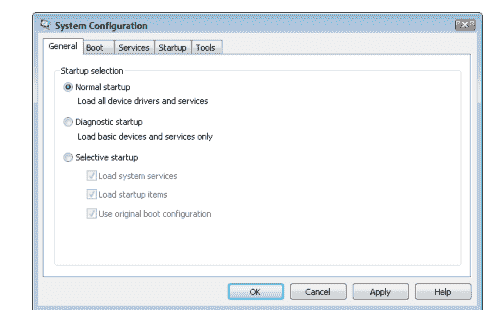 System Configuration
General Boot Services Startup Tools
Startup selection
Normal startup
Load all device drivers and services
Diagnostic startup
Load basic devices and services only
Selective startup
Load system services
Load startup items
Use original boot configuration
OK Cancel Apply Help